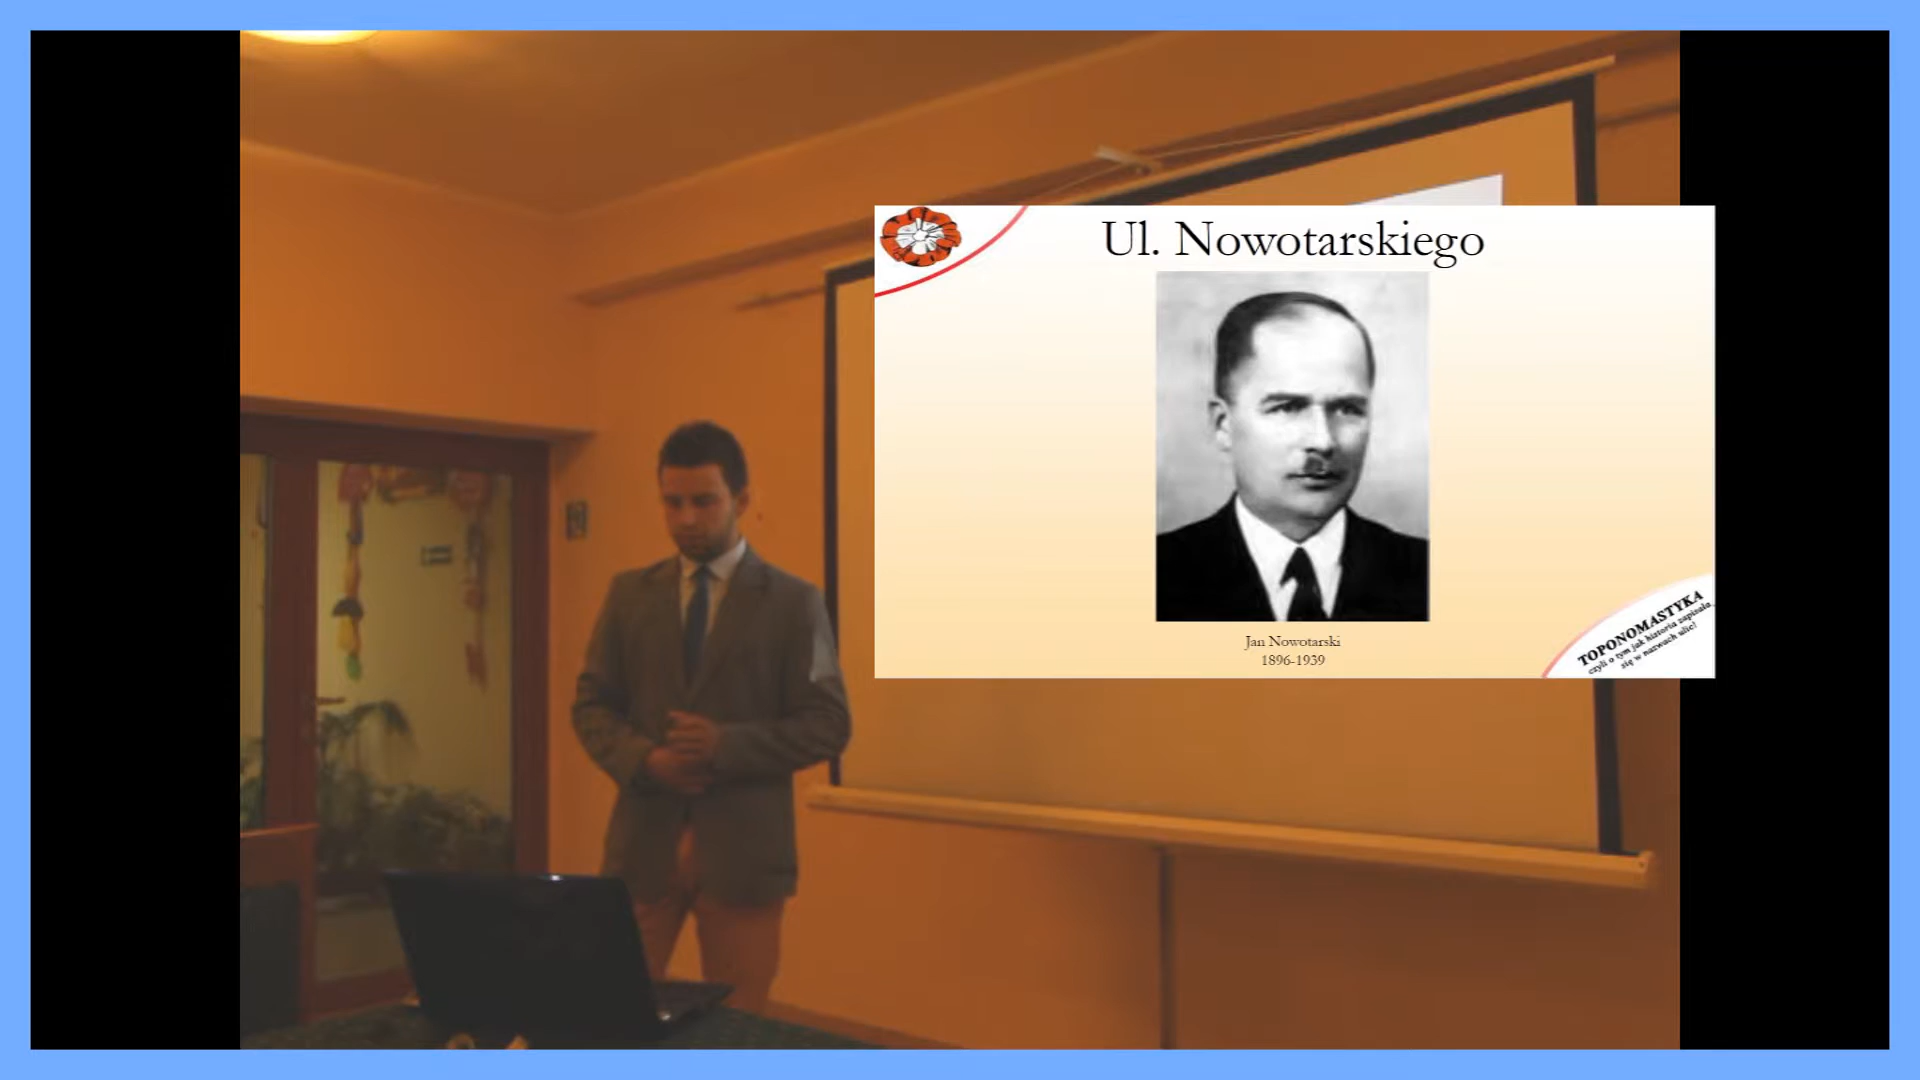 Ul. Nowotarskiego
Jan Nowotarski
1896-1939
TOPONOMASTYKA
czyli o tym jak historia zapisała
się w nazwach ulic!